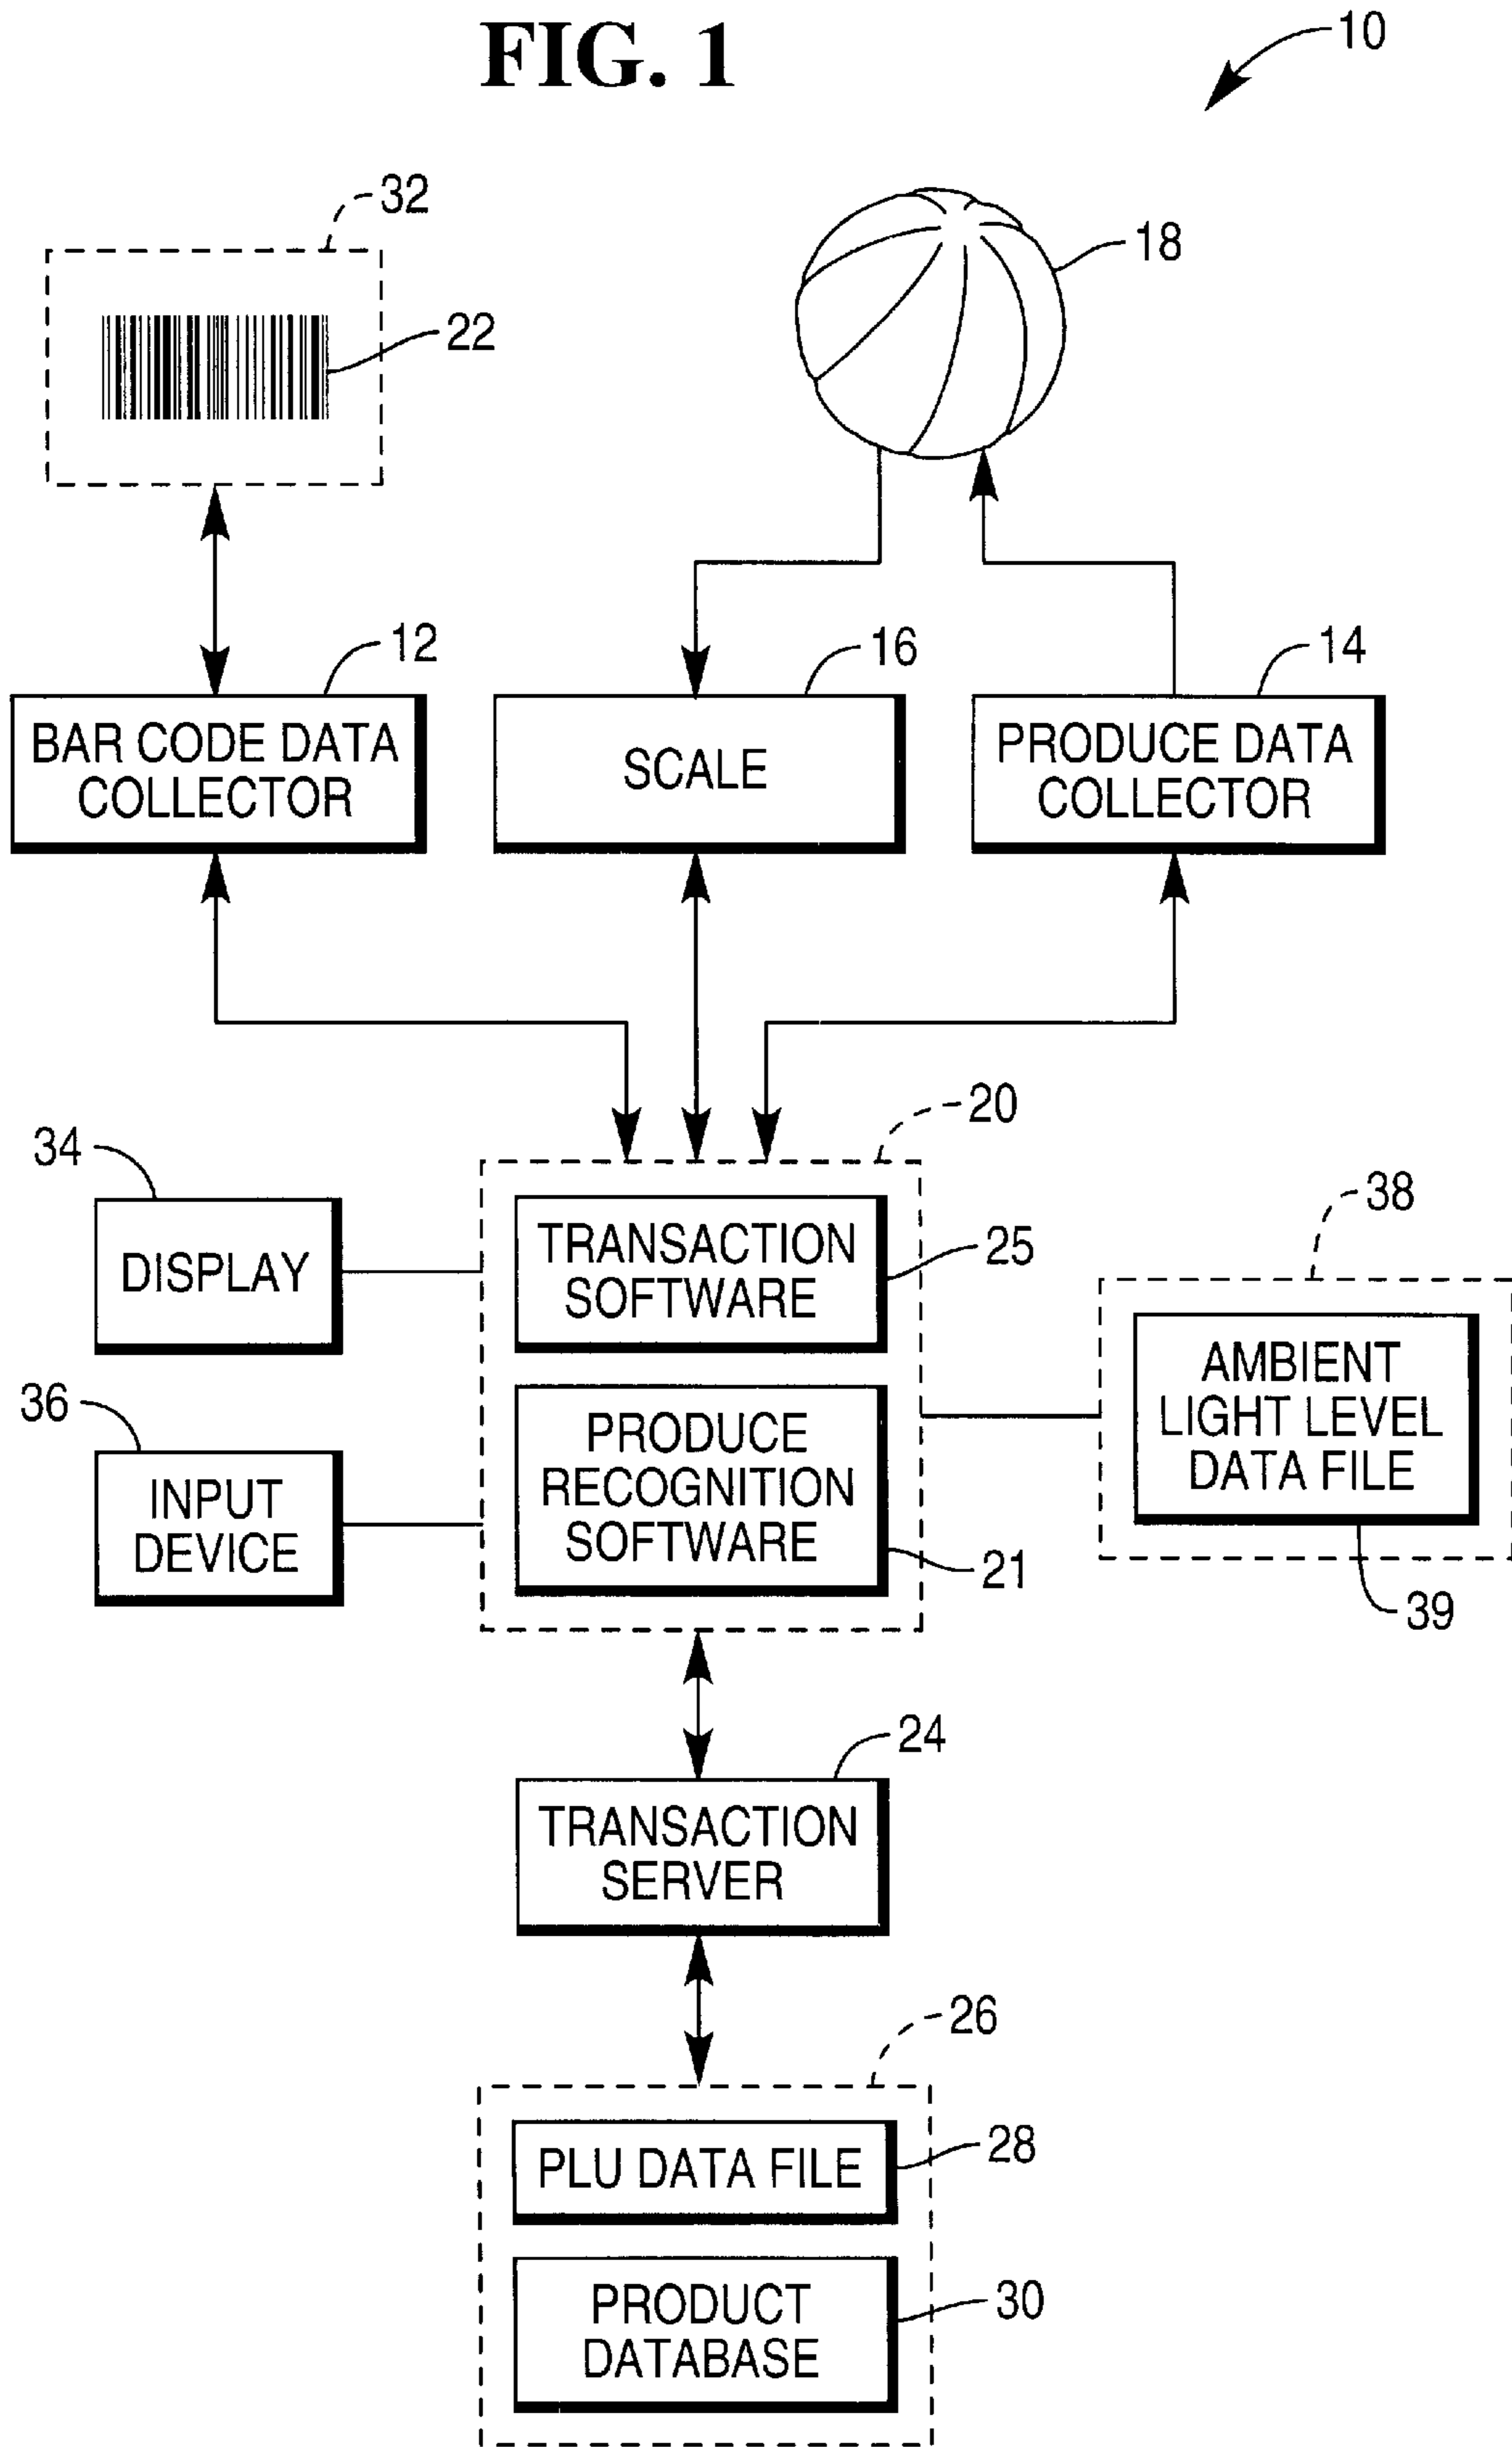 FIG. 1
10
32
18
22
12
16
14
BAR CODE DATA
COLLECTOR
SCALE
PRODUCE DATA
COLLECTOR
20
34
38
DISPLAY
TRANSACTION
SOFTWARE
25
AMBIENT
LIGHT LEVEL
DATA FILE
36
INPUT
DEVICE
PRODUCE
RECOGNITION
SOFTWARE
21
39
24
TRANSACTION
SERVER
26
PLU DATA FILE
28
PRODUCT
DATABASE
30